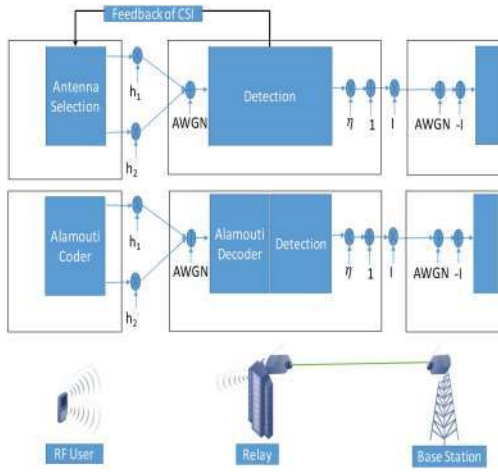 Feedback of CSI
Antenna
Selection
h1
h2
AWGN
Detection
η
1
I
AWGN
-I
Alamouti
Coder
h1
h2
AWGN
Alamouti
Decoder
Detection
η
1
I
AWGN
-I
RF User
Relay
Base Station